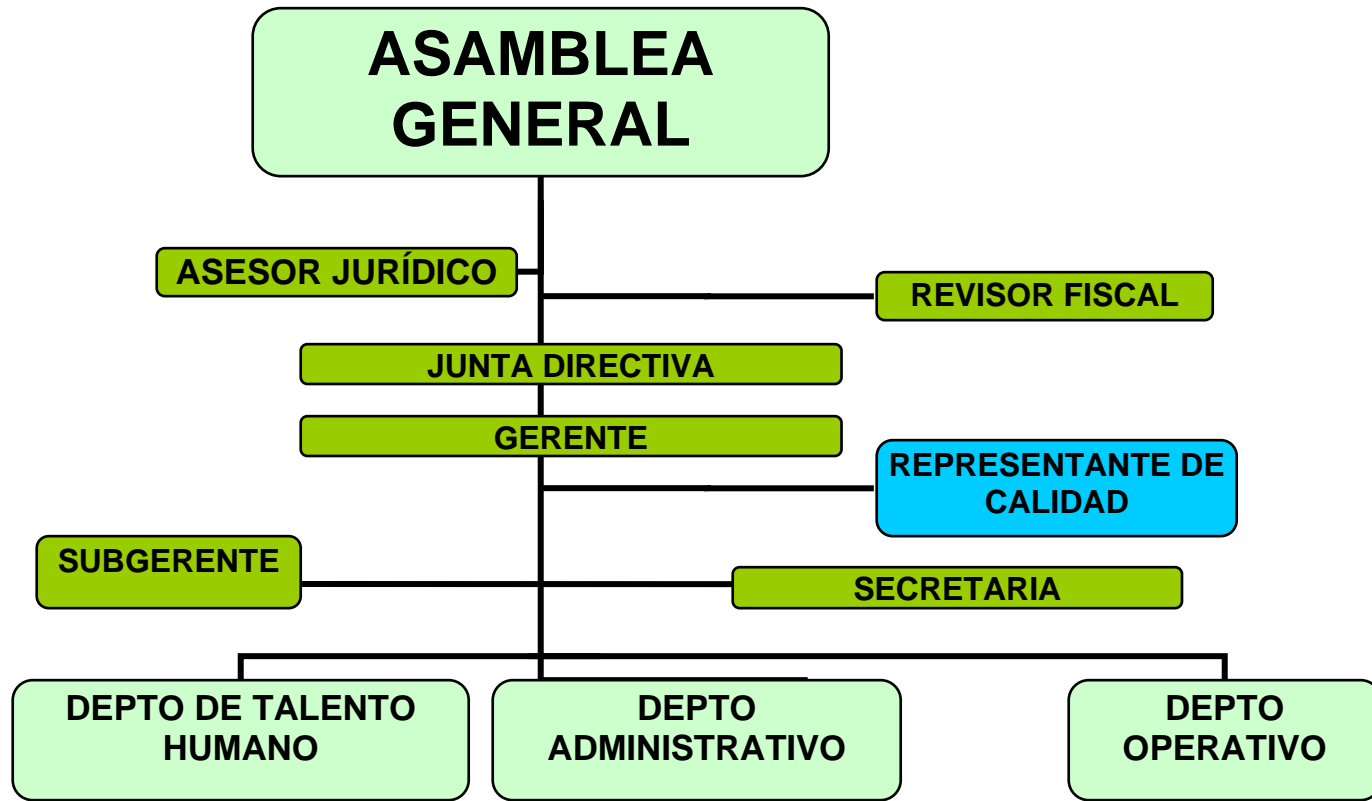 ASAMBLEA
GENERAL
ASESOR JURÍDICO
REVISOR FISCAL
JUNTA DIRECTIVA
GERENTE
REPRESENTANTE DE
CALIDAD
SUBGERENTE
SECRETARIA
DEPTO DE TALENTO
HUMANO
DEPTO
ADMINISTRATIVO
DEPTO
OPERATIVO